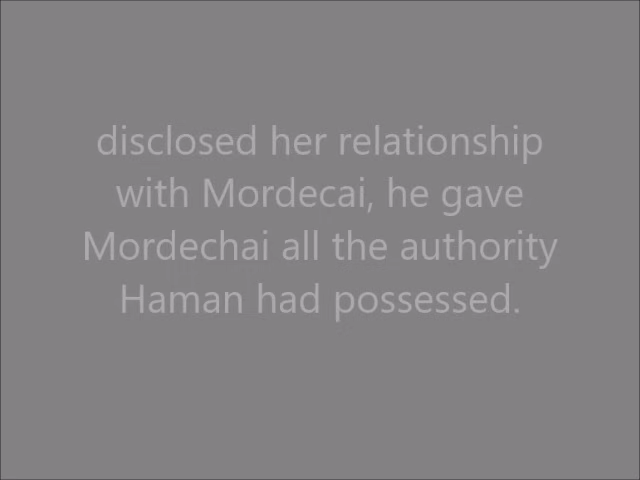 disclosed her relationship
with Mordecai, he gave
Mordechai all the authority
Haman had possessed.